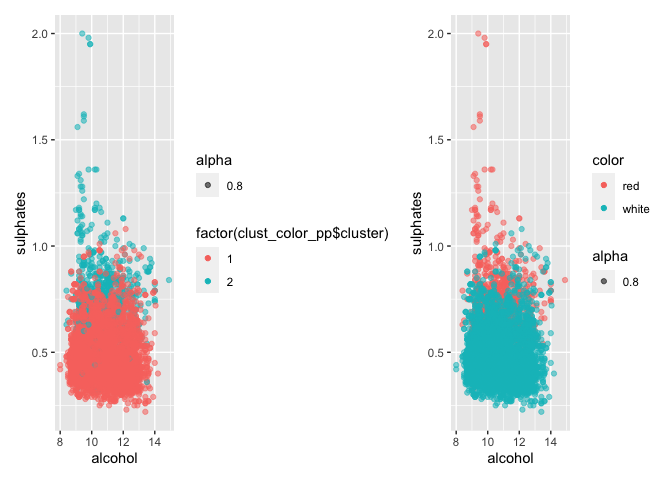 2.0
1.5
1.0
0.5
sulphates
8 10 12 14
alcohol
alpha
0.8
factor(clust_color_pp$cluster)
1
2
2.0
1.5
1.0
0.5
sulphates
8 10 12 14
alcohol
color
red
white
alpha
0.8